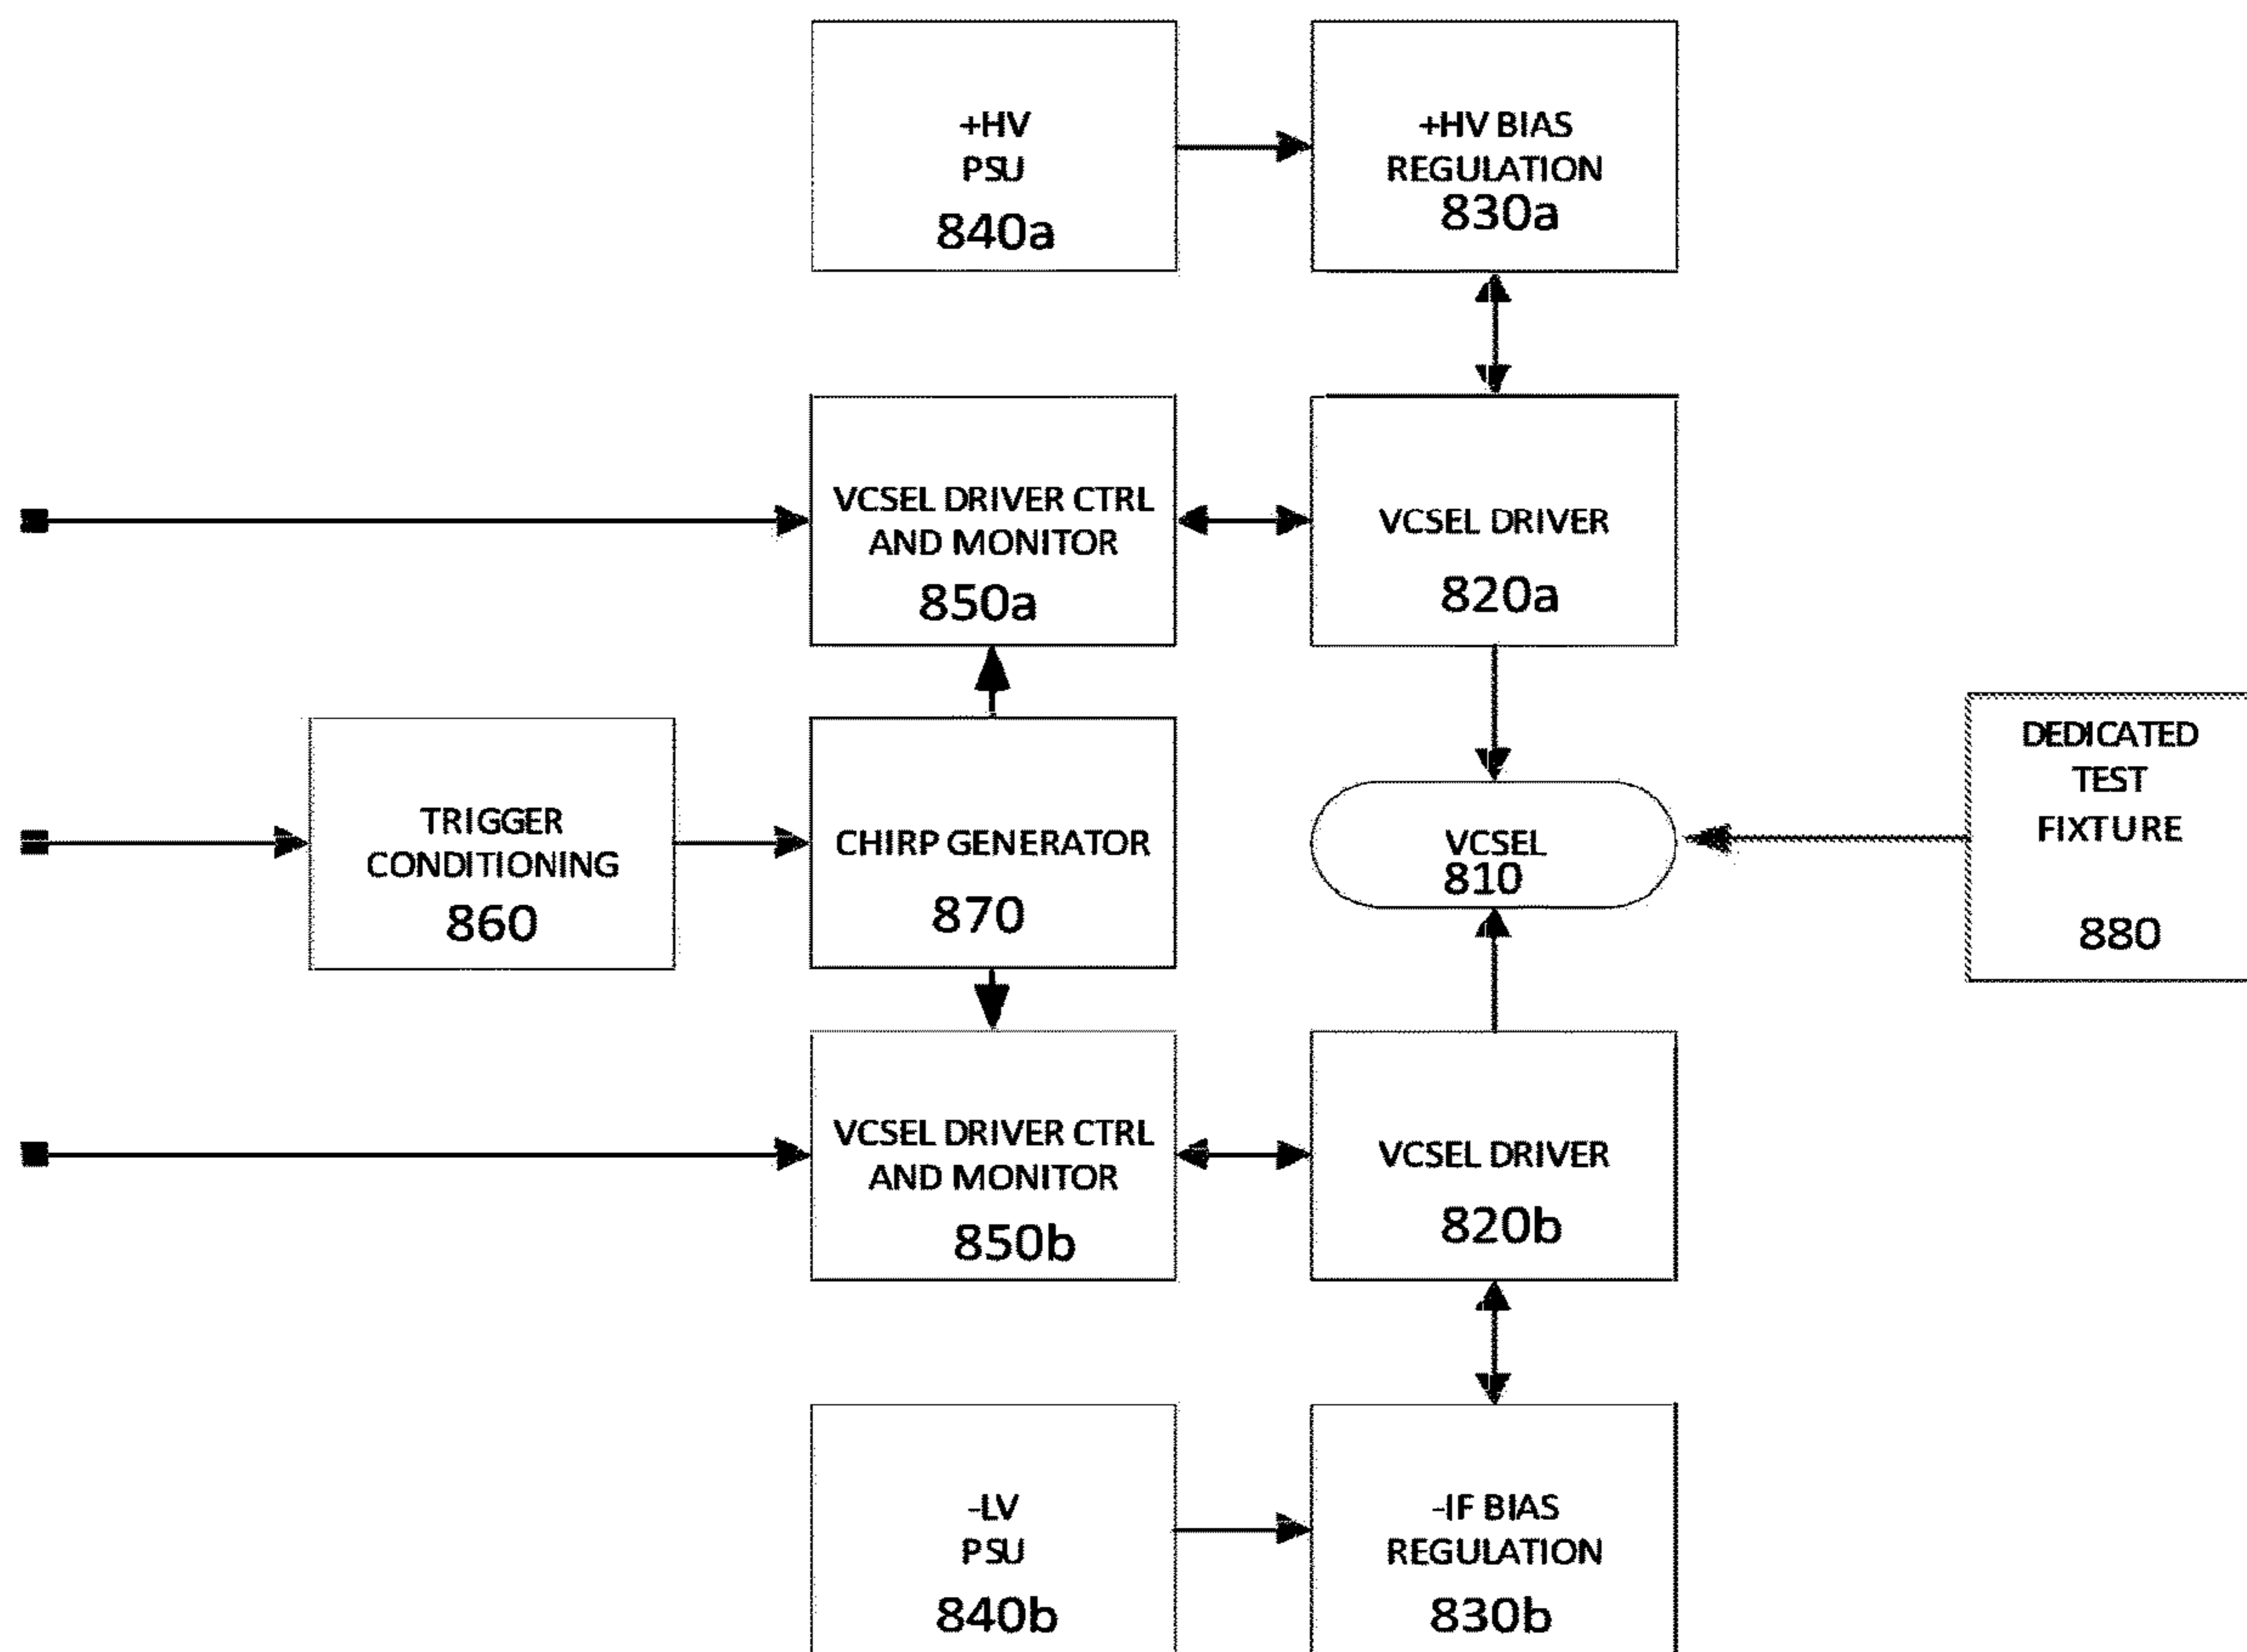 +HV
PSU
840a
+HV BIAS
REGULATION
830a
VCSEL DRIVER CTRL
AND MONITOR
850a
VCSEL DRIVER
820a
TRIGGER
CONDITIONING
860
CHIRP GENERATOR
870
VCSEL
810
DEDICATED
TEST
FIXTURE
880
VCSEL DRIVER CTRL
AND MONITOR
850b
VCSEL DRIVER
820b
-LV
PSU
840b
-IF BIAS
REGULATION
830b